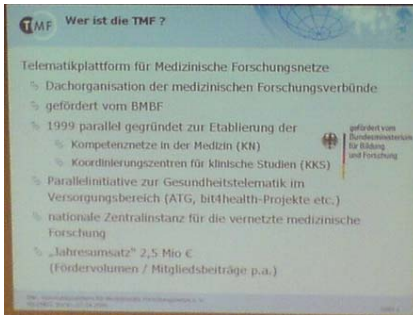 TMF
Wer ist die TMF ?
Telematikplattform für Medizinische Forschungsnetze
Dachorganisation der medizinischen Forschungsverbünde
gefördert vom BMBF
1999 parallel gegründet zur Etablierung der
Kompetenznetze in der Medizin (KN)
Koordinierungszentren für klinische Studien (KKS)
gefördert vom
Bundesministerium
für Bildung
und Forschung
Parallelinitiative zur Gesundheitstelematik im
Versorgungsbereich (ATG, bit4health-Projekte etc.)
nationale Zentralinstanz für die vernetzte medizinische
Forschung
„Jahresumsatz" 2,5 Mio €
(Fördervolumen / Mitgliedsbeiträge p.a.)